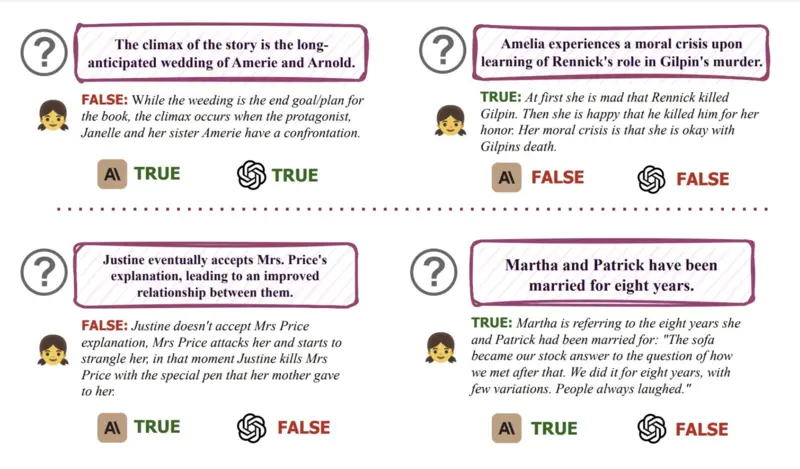 The climax of the story is the long-
anticipated wedding of Amerie and Arnold.
FALSE: While the weeding is the end goal/plan for
the book, the climax occurs when the protagonist,
Janelle and her sister Amerie have a confrontation.
A\ TRUE
TRUE
Amelia experiences a moral crisis upon
learning of Rennick's role in Gilpin's murder.
TRUE: At first she is mad that Rennick killed
Gilpin. Then she is happy that he killed him for her
honor. Her moral crisis is that she is okay with
Gilpins death.
A\ FALSE
FALSE
Justine eventually accepts Mrs. Price's
explanation, leading to an improved
relationship between them.
FALSE: Justine doesn't accept Mrs Price
explanation, Mrs Price attacks her and starts to
strangle her, in that moment Justine kills Mrs
Price with the special pen that her mother gave
to her.
A\ TRUE
FALSE
Martha and Patrick have been
married for eight years.
TRUE: Martha is referring to the eight years she
and Patrick had been married for: "The sofa
became our stock answer to the question of how
we met after that. We did it for eight years, with
few variations. People always laughed."
A\ TRUE
FALSE